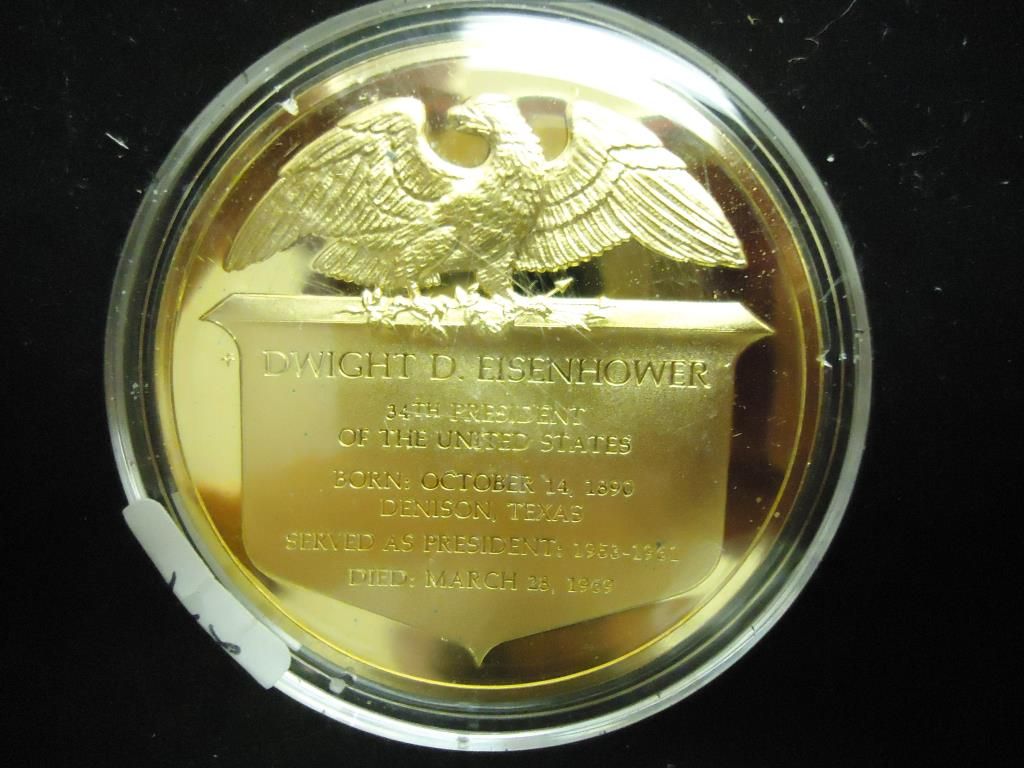 DWIGHT D. EISENHOWER
34TH PRESIDENT
OF THE UNITED STATES
BORN: OCTOBER 14, 1890
DENISON, TEXAS
SERVED AS PRESIDENT: 1953-1961
DIED: MARCH 28, 1969